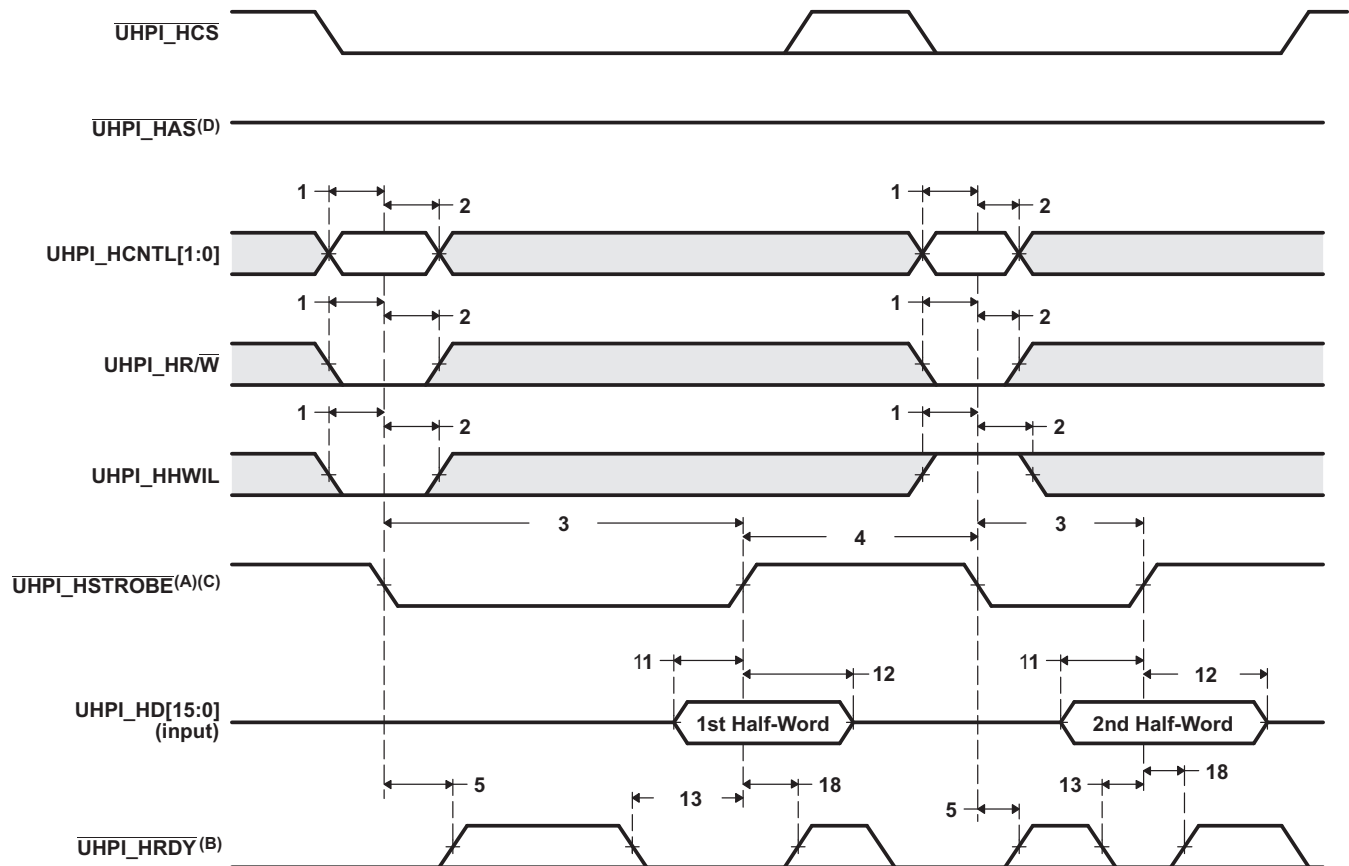 UHPI_HCS
UHPI_HAS(D)
1 1
2 2
UHPI_HCNTL[1:0]
1 1
2 2
UHPI_HR/W
1 1
2 2
UHPI_HHWIL
3 4 3
UHPI_HSTROBE(A)(C)
11 12 11 12
UHPI_HD[15:0]
(input)
1st Half-Word 2nd Half-Word
5 13 18 5 13 18
UHPI_HRDY(B)